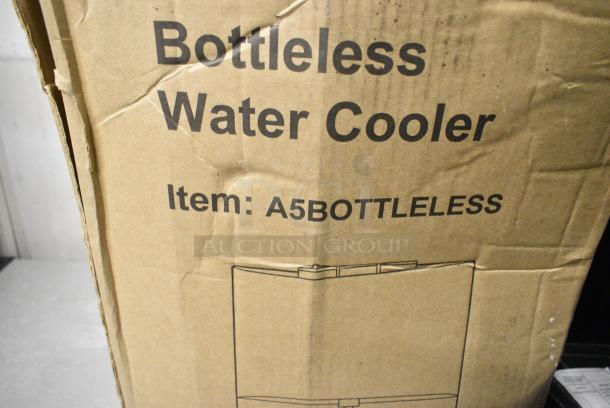 Bottleless
Water Cooler
Item: A5BOTTLELESS
AUCTION GROUP